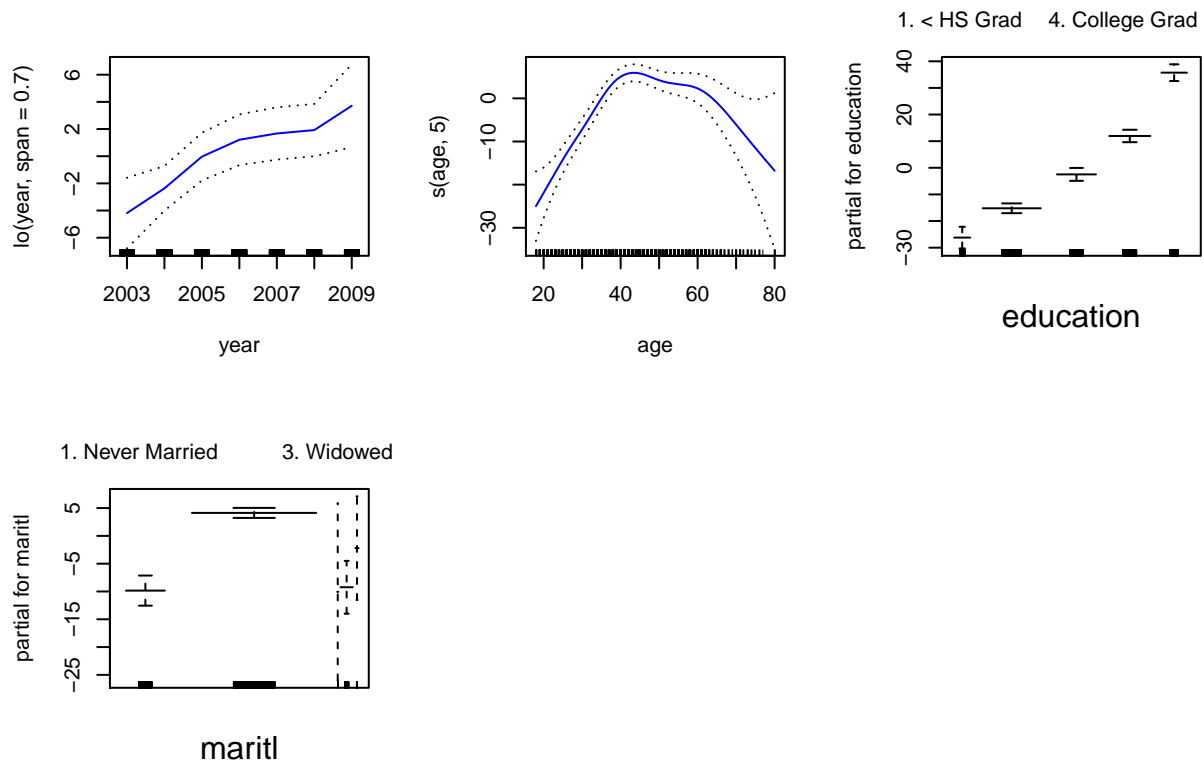 lo(year, span = 0.7)
6
2
−2
−6
2003 2005 2007 2009
year
s(age, 5)
0
−10
−30
20 40 60 80
age
1. < HS Grad 4. College Grad
partial for education
40
20
0
−30
education
1. Never Married 3. Widowed
partial for maritl
5
−5
−15
−25
maritl